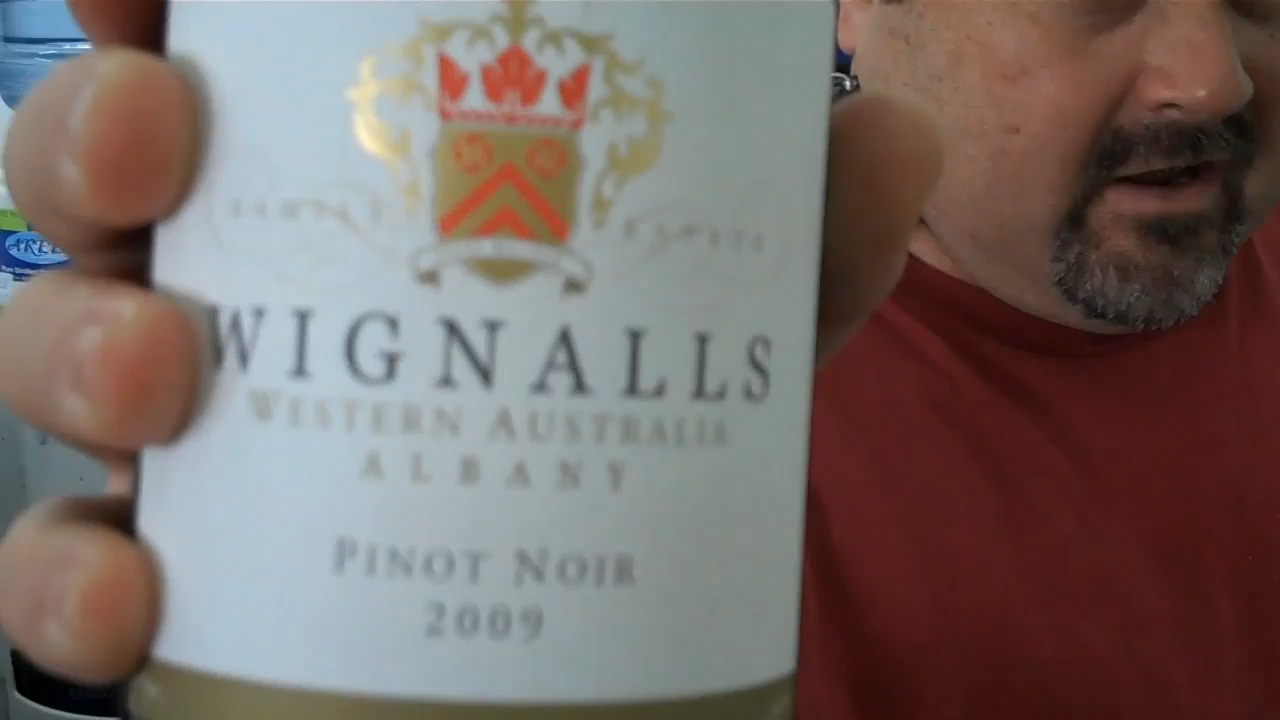 WIGNALLS
WESTERN AUSTRALIA
ALBANY
PINOT NOIR
2009